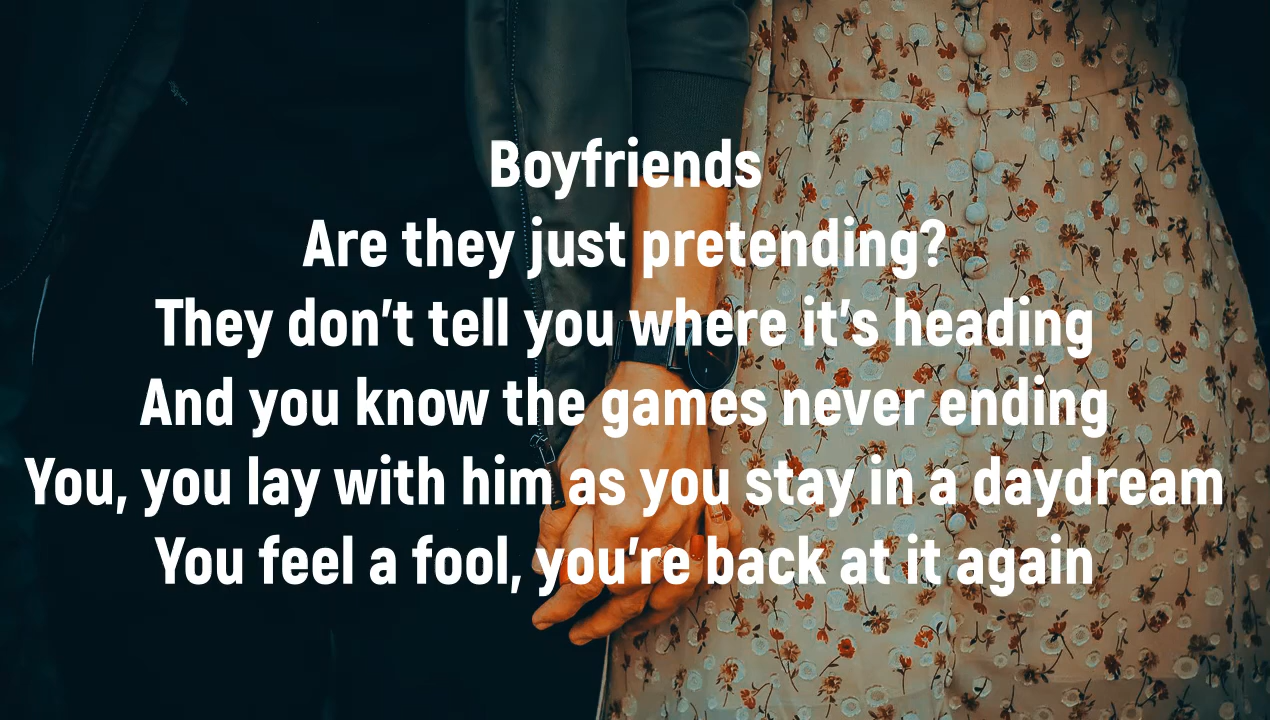 Boyfriends
Are they just pretending?
They don't tell you where it's heading
And you know the games never ending
You, you lay with him as you stay in a daydream
You feel a fool, you're back at it again